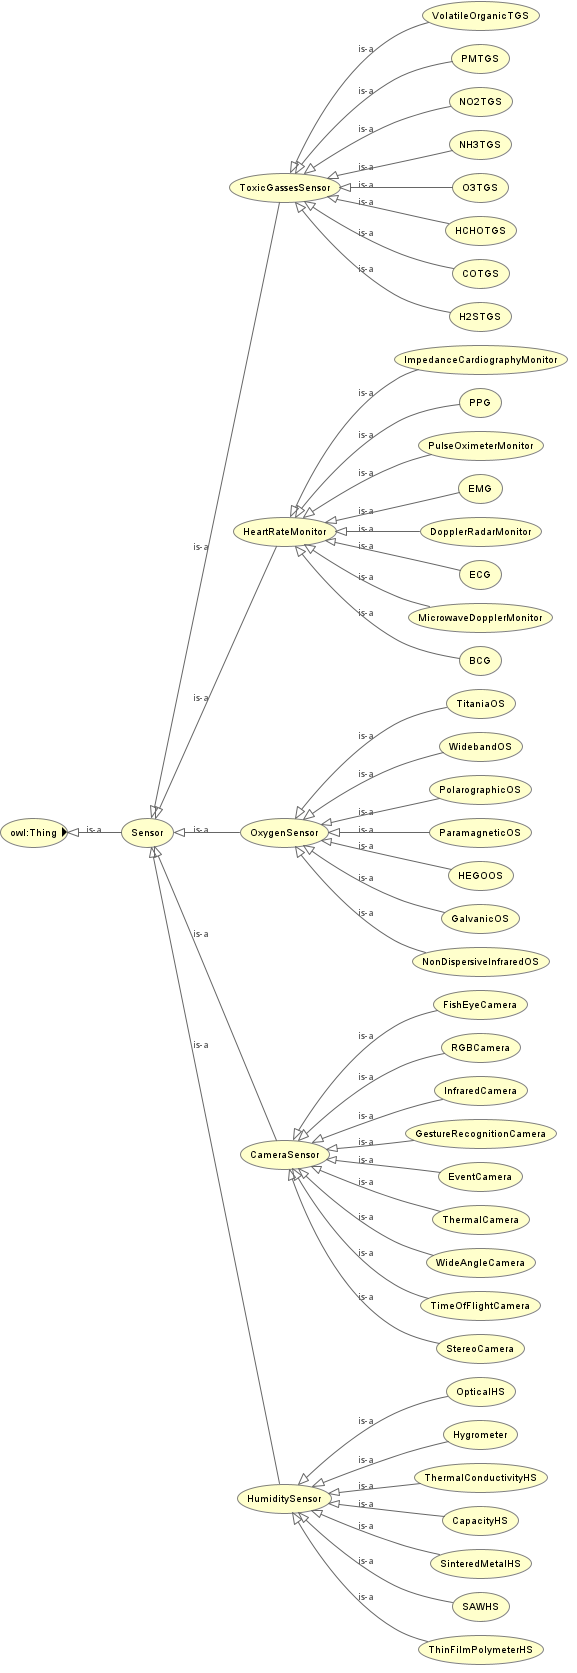 VolatileOrganicTGS
is-a
PMTGS
is-a
NO2TGS
is-a
NH3TGS
is-a
ToxicGassesSensor
is-a
O3TGS
is-a
HCHOTGS
is-a
COTGS
is-a
H2STGS
ImpedanceCardiographyMonitor
is-a
PPG
is-a
PulseOximeterMonitor
is-a
EMG
is-a
HeartRateMonitor
is-a
DopplerRadarMonitor
is-a
is-a
ECG
is-a
MicrowaveDopplerMonitor
is-a
BCG
is-a
TitaniaOS
is-a
WidebandOS
is-a
PolarographicOS
is-a
owl:Thing
is-a
Sensor
is-a
OxygenSensor
is-a
ParamagneticOS
is-a
HEGOOS
is-a
GalvanicOS
is-a
is-a
NonDispersiveInfraredOS
FishEyeCamera
is-a
is-a
RGBCamera
is-a
InfraredCamera
is-a
GestureRecognitionCamera
is-a
CameraSensor
is-a
EventCamera
is-a
ThermalCamera
is-a
WideAngleCamera
is-a
TimeOfFlightCamera
is-a
StereoCamera
OpticalHS
is-a
Hygrometer
is-a
ThermalConductivityHS
is-a
HumiditySensor
is-a
CapacityHS
is-a
SinteredMetalHS
is-a
SAWHS
is-a
ThinFilmPolymeterHS